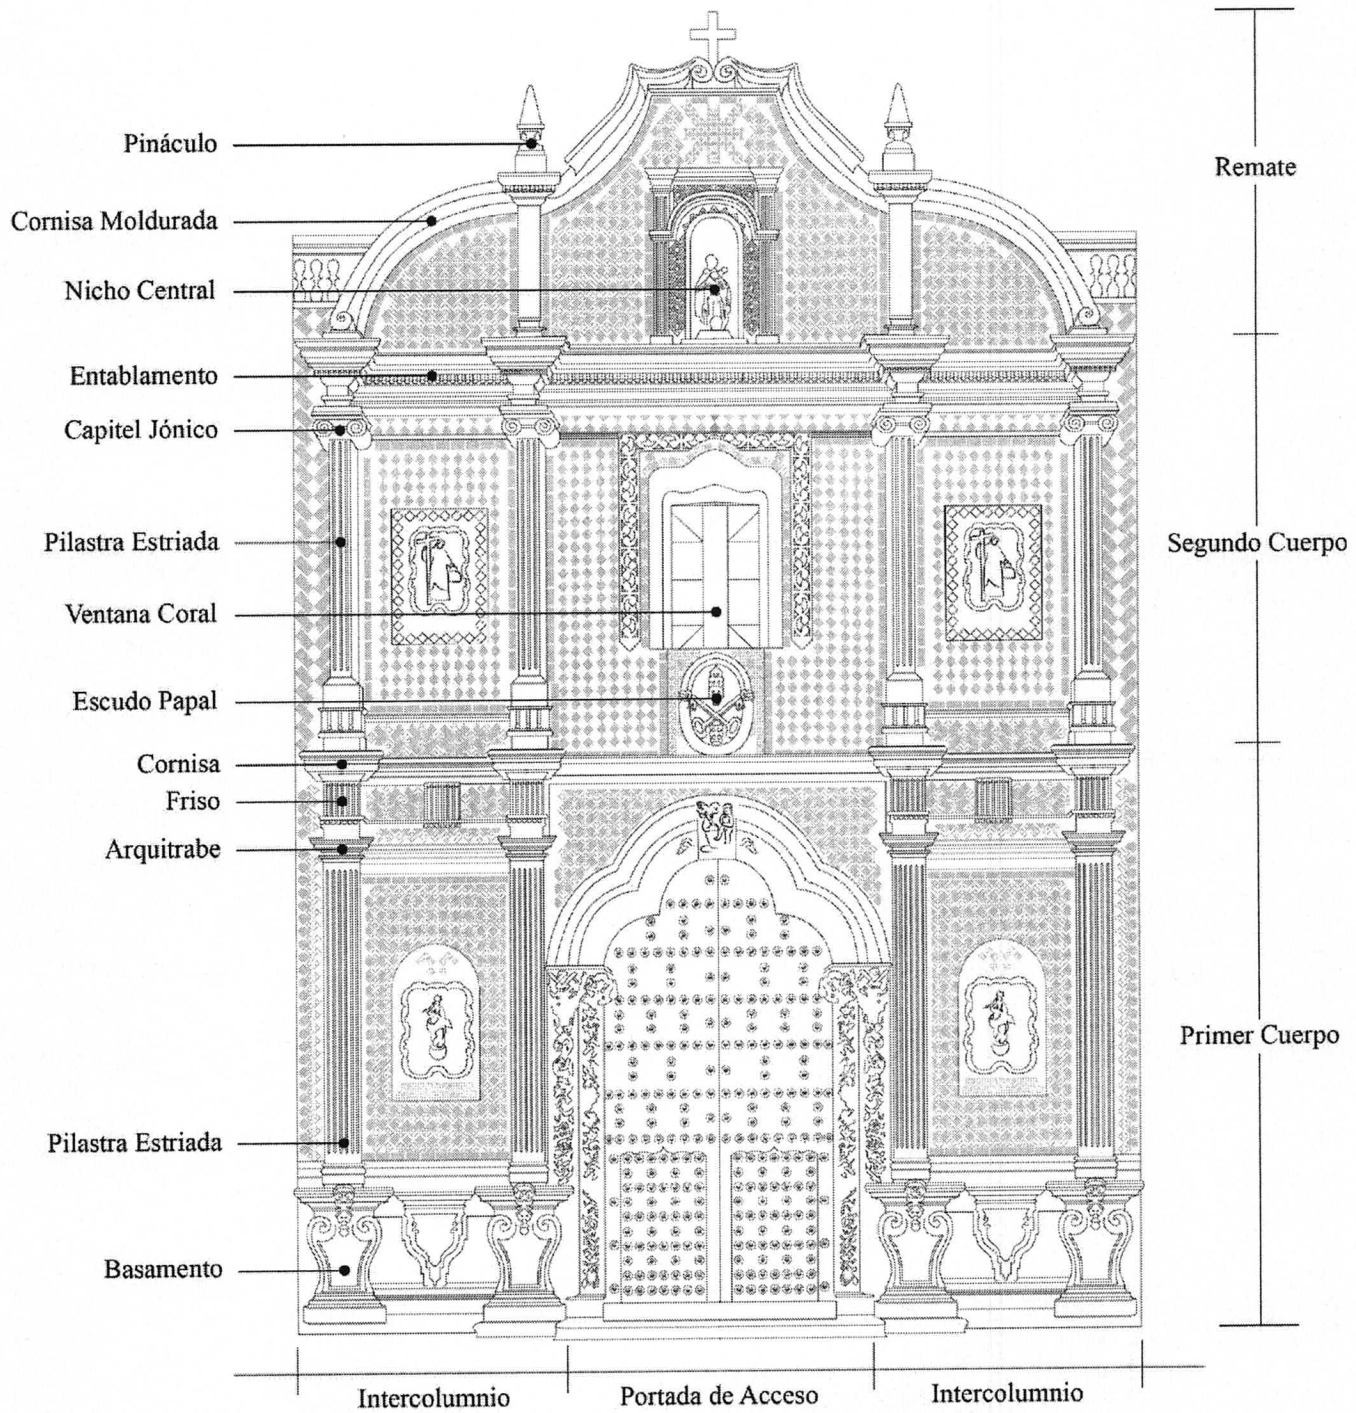 Pináculo
Cornisa Moldurada
Nicho Central
Entablamento
Capitel Jónico
Pilastra Estriada
Ventana Coral
Escudo Papal
Cornisa
Friso
Arquitrabe
Pilastra Estriada
Basamento
Remate
Segundo Cuerpo
Primer Cuerpo
Intercolumnio
Portada de Acceso
Intercolumnio